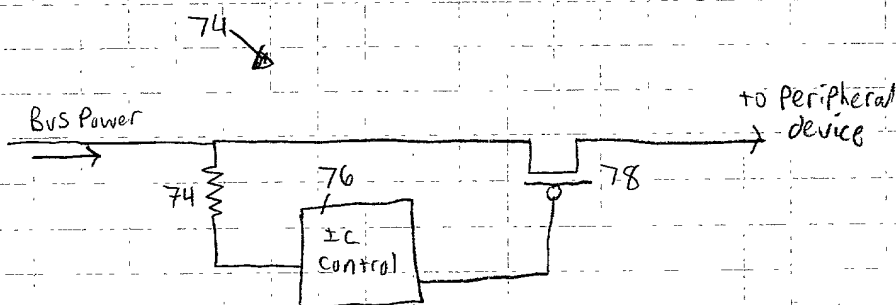 74
Bus Power
to Peripheral
device
74
76
78
IC
Control